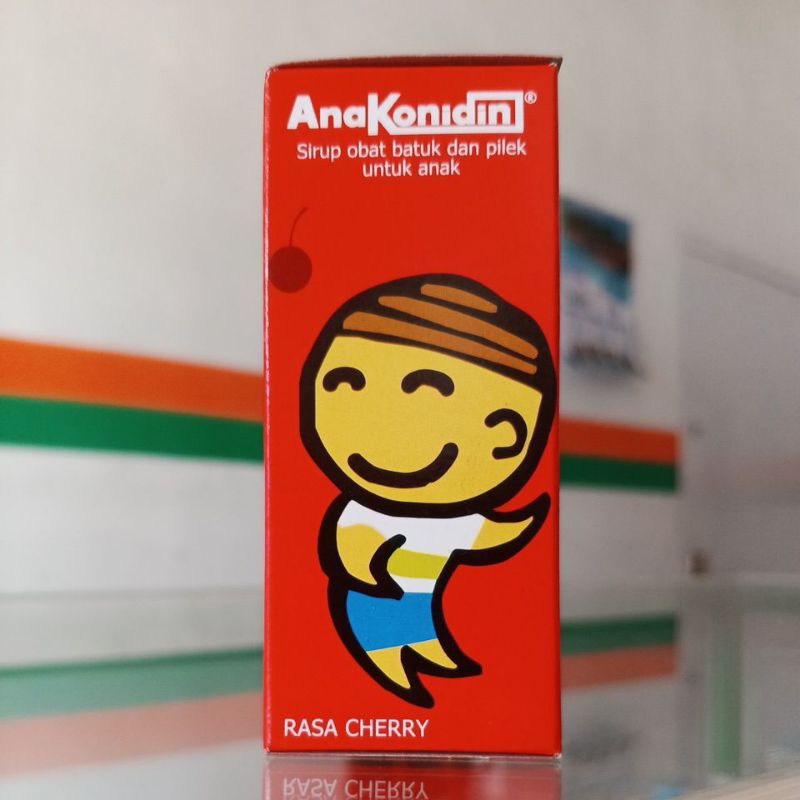 AnaKonidin®
Sirup obat batuk dan pilek
untuk anak
RASA CHERRY